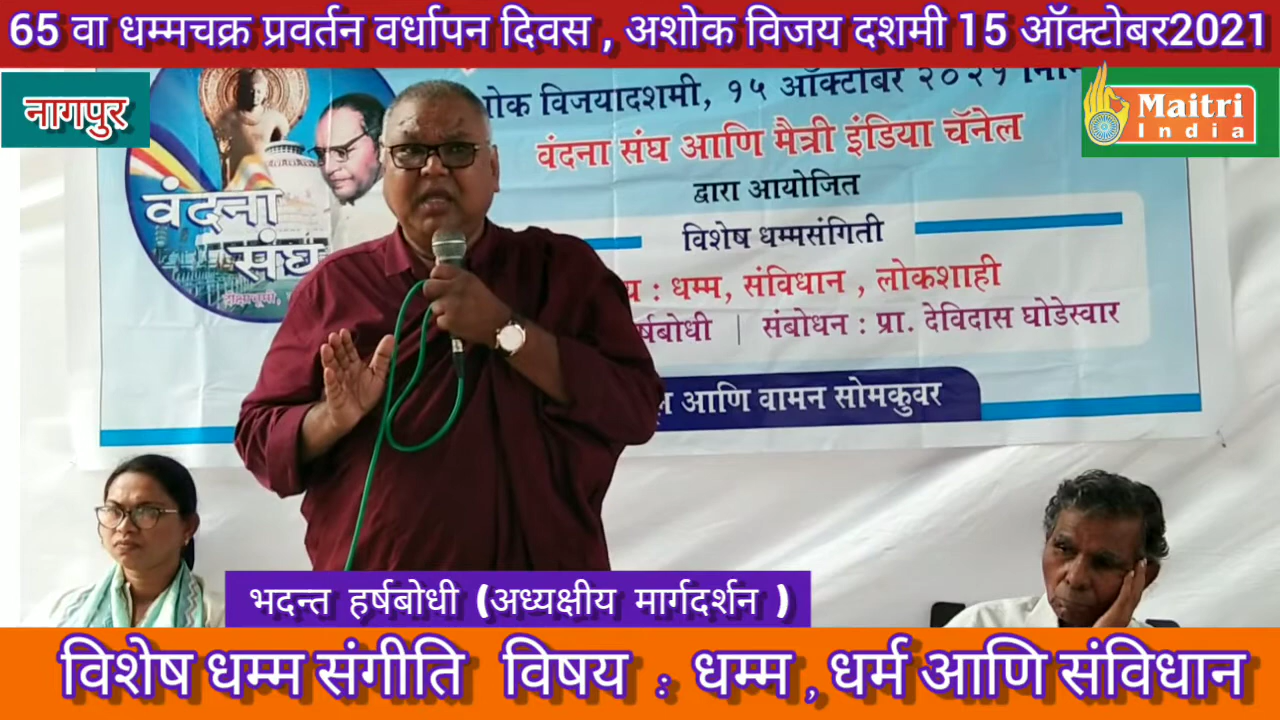 65 वा धम्मचक्र प्रवर्तन वर्धापन दिवस , अशोक विजय दशमी 15 ऑक्टोबर2021
नागपुर
Maitri
India
विजयादशमी, १५ ऑक्टोबर २०२१
वंदना संघ आणि मैत्री इंडिया चॅनेल
द्वारा आयोजित
विशेष धम्मसंगिती
वंदना
संघ
: धम्म, संविधान , लोकशाही
| संबोधन : प्रा. देविदास घोडेस्वार
आणि वामन सोमकुवर
भदन्त हर्षबोधी (अध्यक्षीय मार्गदर्शन )
विशेष धम्म संगीति विषय : धम्म , धर्म आणि संविधान